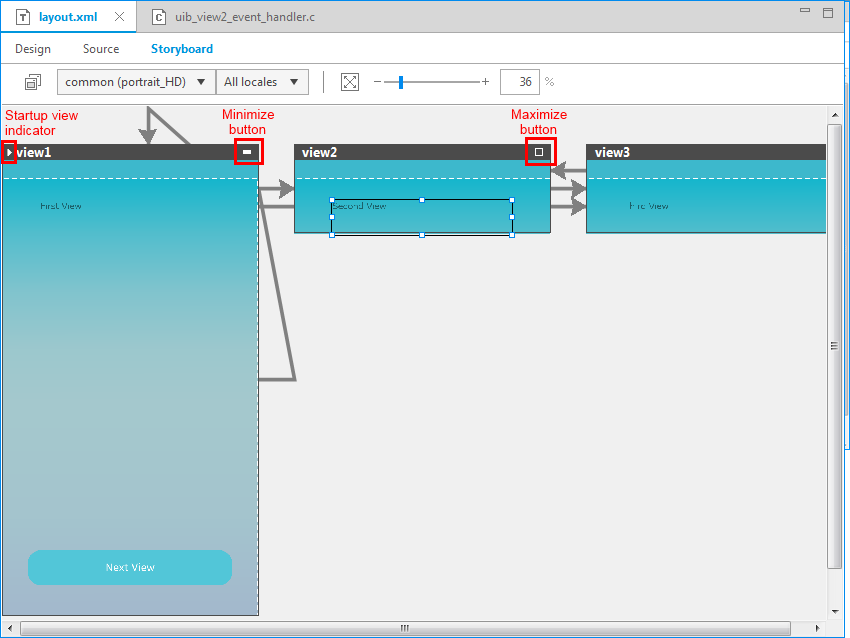 layout.xml
uib_view2_event_handler.c
Design Source Storyboard
common (portrait_HD) All locales 36 %
Startup view
indicator
Minimize
button
Maximize
button
view1
view2
view3
First View
Second View
Third View
Next View